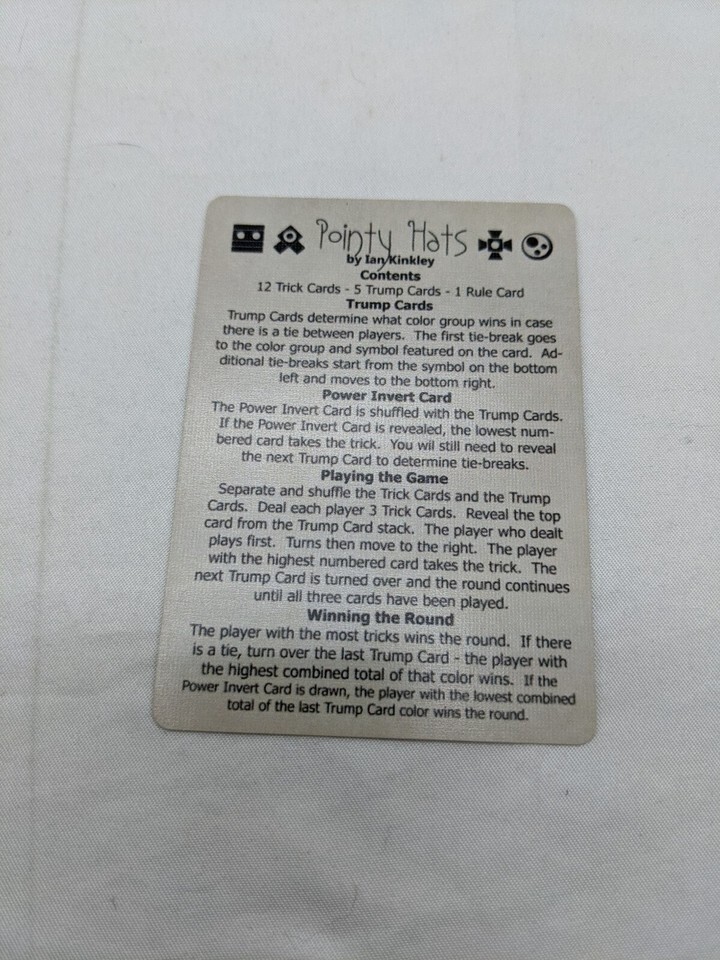 Pointy Hats
by Ian Kinkley
Contents
12 Trick Cards - 5 Trump Cards - 1 Rule Card
Trump Cards
Trump Cards determine what color group wins in case
there is a tie between players. The first tie-break goes
to the color group and symbol featured on the card. Ad-
ditional tie-breaks start from the symbol on the bottom
left and moves to the bottom right.
Power Invert Card
The Power Invert Card is shuffled with the Trump Cards.
If the Power Invert Card is revealed, the lowest num-
bered card takes the trick. You wil still need to reveal
the next Trump Card to determine tie-breaks.
Playing the Game
Separate and shuffle the Trick Cards and the Trump
Cards. Deal each player 3 Trick Cards. Reveal the top
card from the Trump Card stack. The player who dealt
plays first. Turns then move to the right. The player
with the highest numbered card takes the trick. The
next Trump Card is turned over and the round continues
until all three cards have been played.
Winning the Round
The player with the most tricks wins the round. If there
is a tie, turn over the last Trump Card - the player with
the highest combined total of that color wins. If the
Power Invert Card is drawn, the player with the lowest combined
total of the last Trump Card color wins the round.